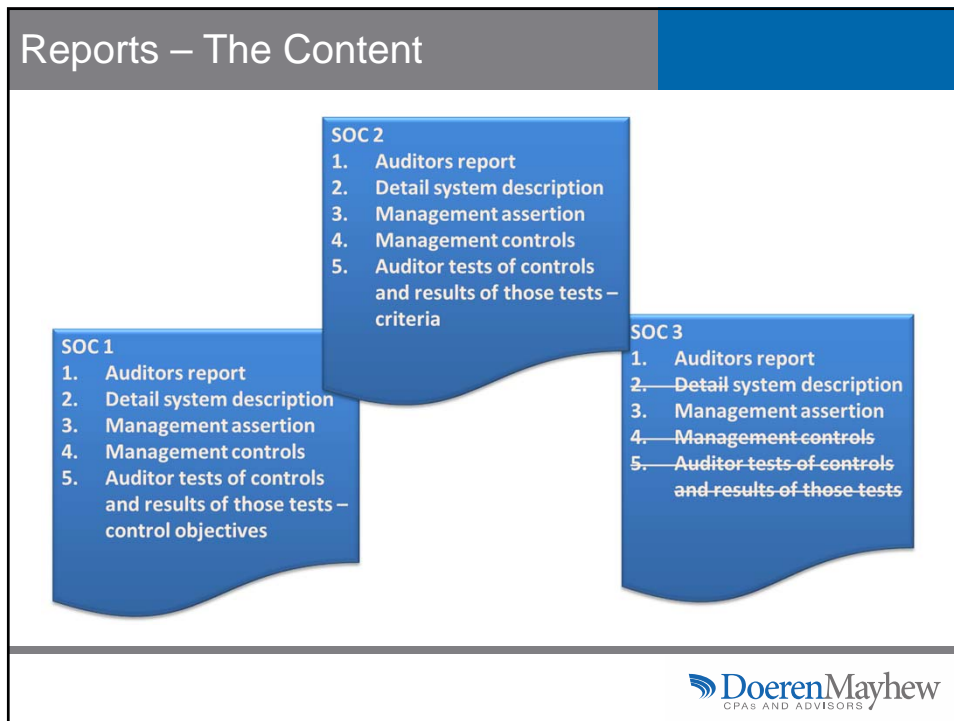 Reports – The Content
SOC 2
1. Auditors report
2. Detail system description
3. Management assertion
4. Management controls
5. Auditor tests of controls
and results of those tests –
criteria
SOC 1
1. Auditors report
2. Detail system description
3. Management assertion
4. Management controls
5. Auditor tests of controls
and results of those tests –
control objectives
SOC 3
1. Auditors report
2. Detail system description
3. Management assertion
4. Management controls
5. Auditor tests of controls
and results of those tests
DoerenMayhew
CPAs AND ADVISORS